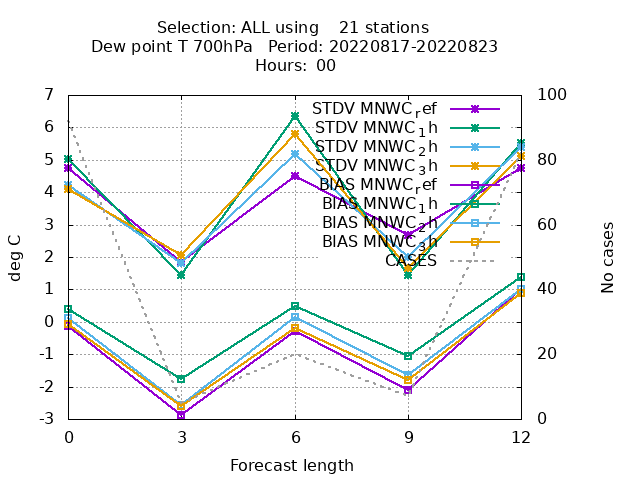 Selection: ALL using    21 stations
Dew point T 700hPa   Period: 20220817-20220823
Hours:  00
7
6
5
4
3
2
1
0
-1
-2
-3
deg C
100
80
60
40
20
0
No cases
STDV MNWC_ref
STDV MNWC_1h
STDV MNWC_2h
STDV MNWC_3h
BIAS MNWC_ref
BIAS MNWC_1h
BIAS MNWC_2h
BIAS MNWC_3h
CASES
0 3 6 9 12
Forecast length